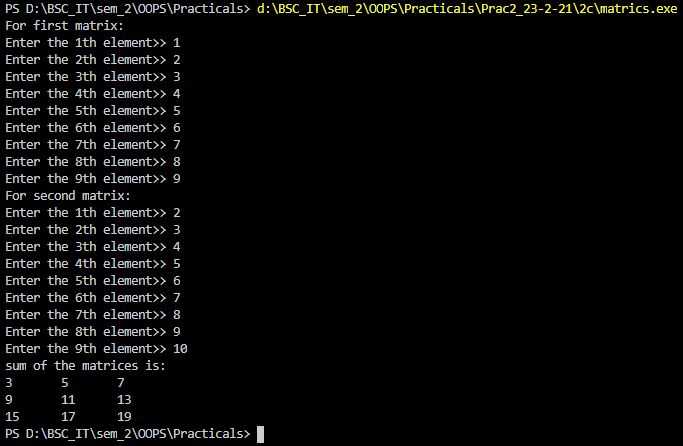 PS D:\BSC_IT\sem_2\OOPS\Practicals> d:\BSC_IT\sem_2\OOPS\Practicals\Prac2_23-2-21\2c\matrics.exe
For first matrix:
Enter the 1th element>> 1
Enter the 2th element>> 2
Enter the 3th element>> 3
Enter the 4th element>> 4
Enter the 5th element>> 5
Enter the 6th element>> 6
Enter the 7th element>> 7
Enter the 8th element>> 8
Enter the 9th element>> 9
For second matrix:
Enter the 1th element>> 2
Enter the 2th element>> 3
Enter the 3th element>> 4
Enter the 4th element>> 5
Enter the 5th element>> 6
Enter the 6th element>> 7
Enter the 7th element>> 8
Enter the 8th element>> 9
Enter the 9th element>> 10
sum of the matrices is:
3       5       7
9       11      13
15      17      19
PS D:\BSC_IT\sem_2\OOPS\Practicals>